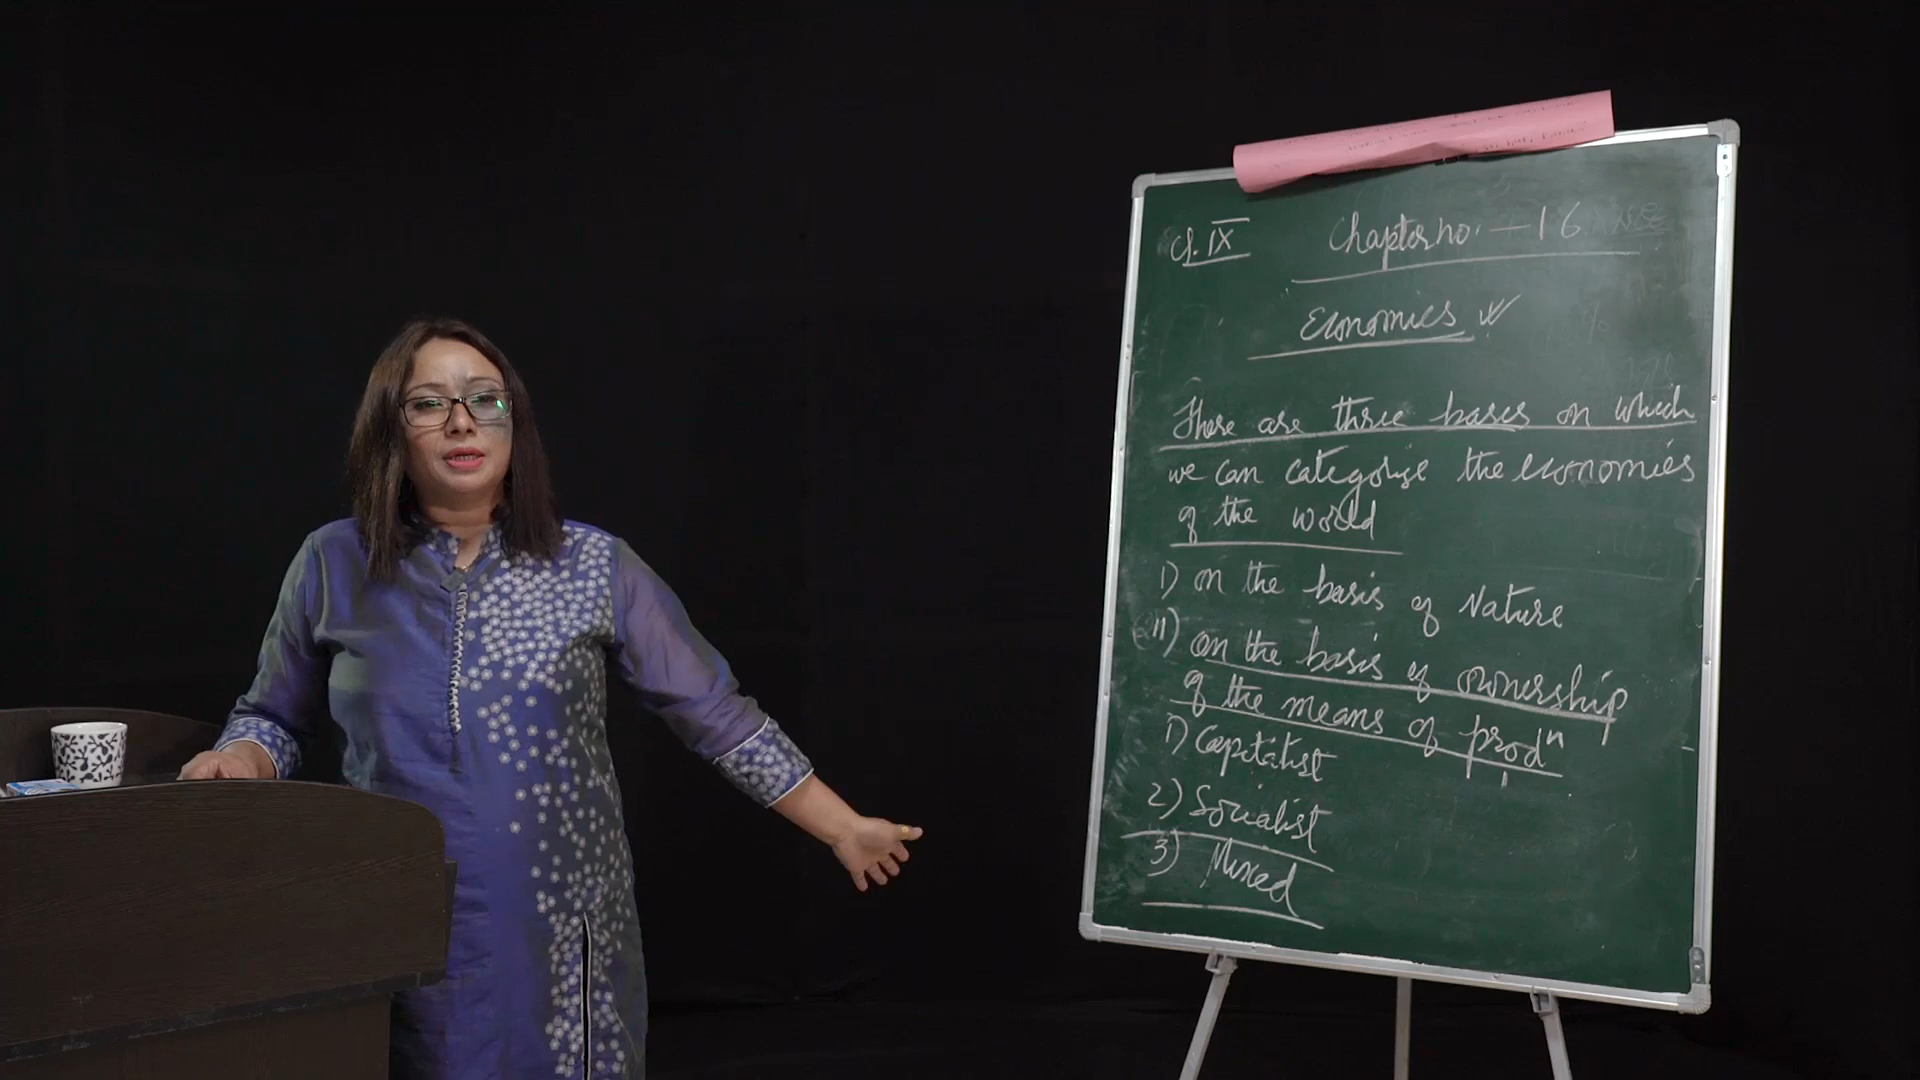 Cl. IX
Chapter no. - 16
Economics
There are three bases on which
we can categorise the economies
of the world
I) on the basis of Nature
II) on the basis of ownership
of the means of prodn
1) Capitalist
2) Socialist
3) Mixed